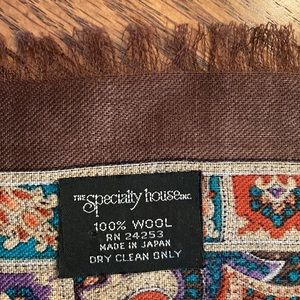 THE Specialty house INC.
100% WOOL
RN 24253
MADE IN JAPAN
DRY CLEAN ONLY